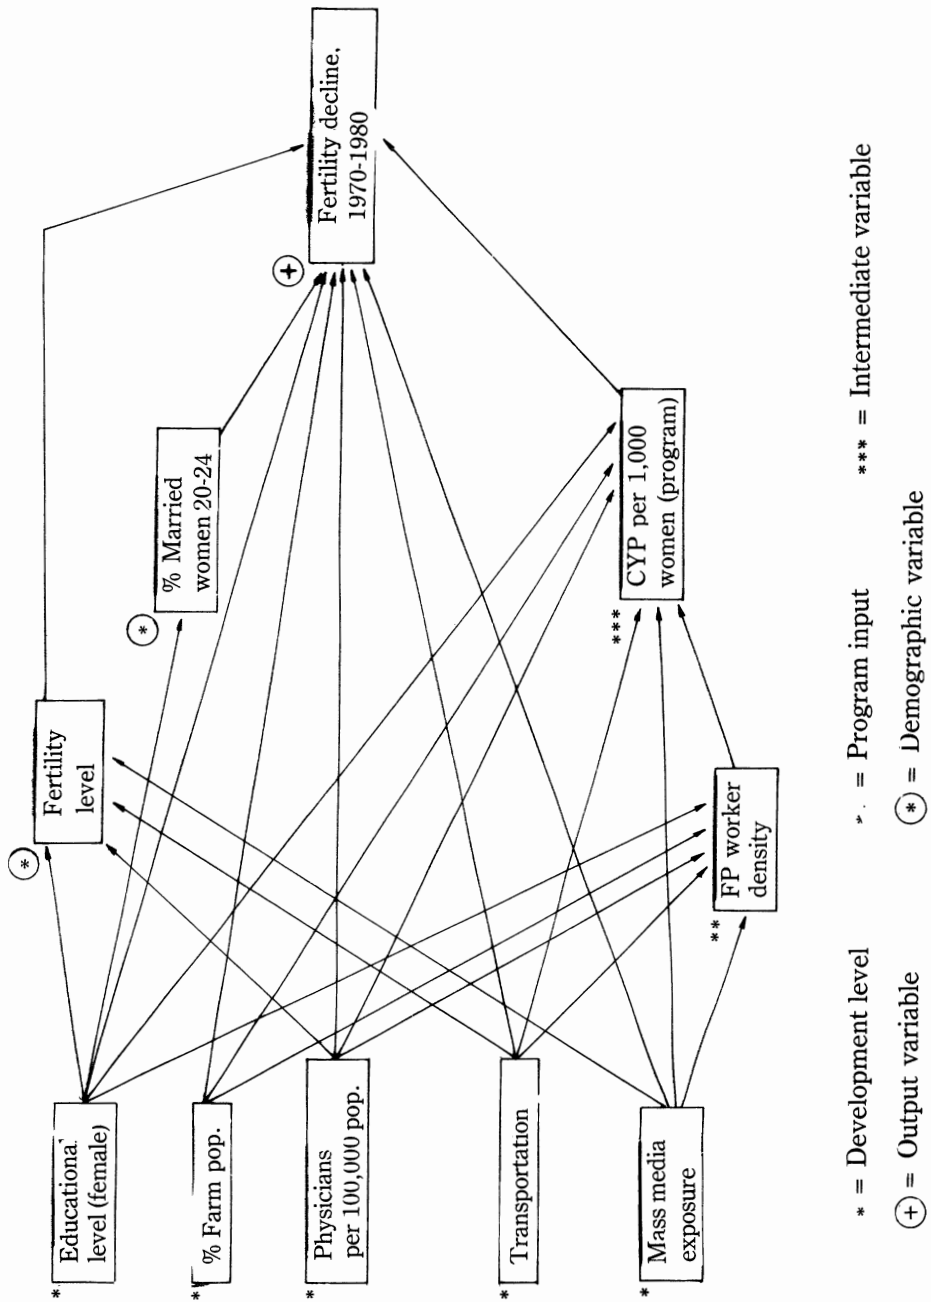 *
Educational
level (female)
*
% Farm pop.
*
Physicians
per 100,000 pop.
*
Transportation
*
Mass media
exposure
*
Fertility
level
**
FP worker
density
*
% Married
women 20-24
***
CYP per 1,000
women (program)
+
Fertility decline,
1970-1980
* = Development level
*. = Program input
*** = Intermediate variable
+ = Output variable
* = Demographic variable